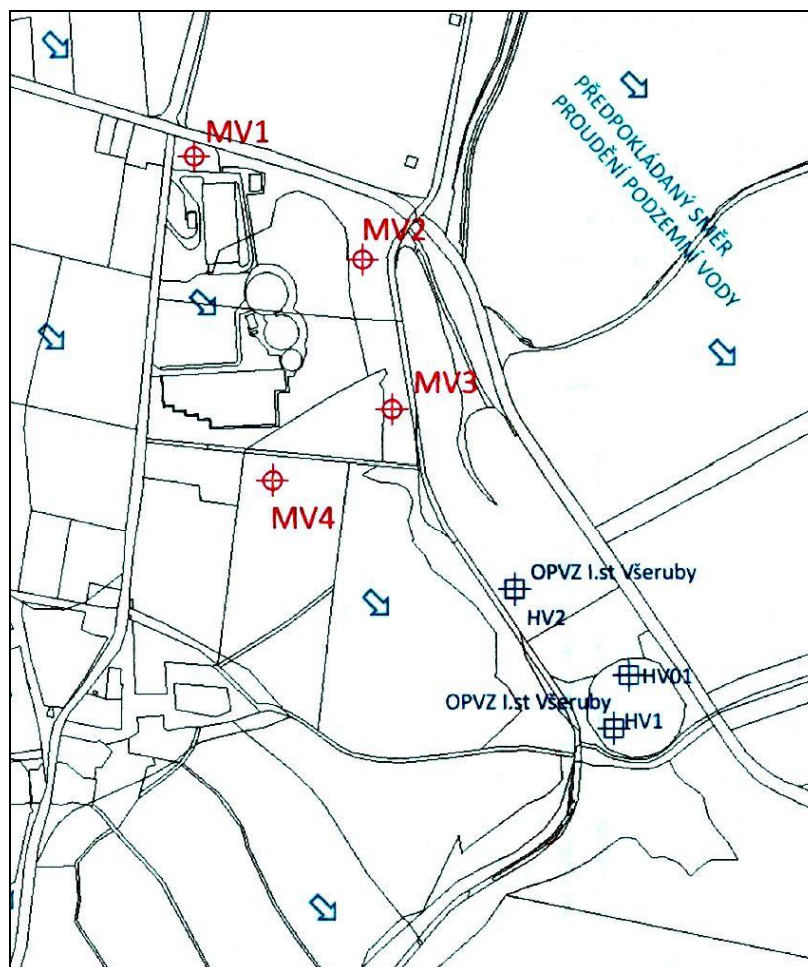 PŘEDPOKLÁDANÝ SMĚR
PROUDĚNÍ PODZEMNÍ VODY
MV1
MV2
MV3
MV4
OPVZ I.st Všeruby
HV2
HV01
OPVZ I.st Všeruby
HV1